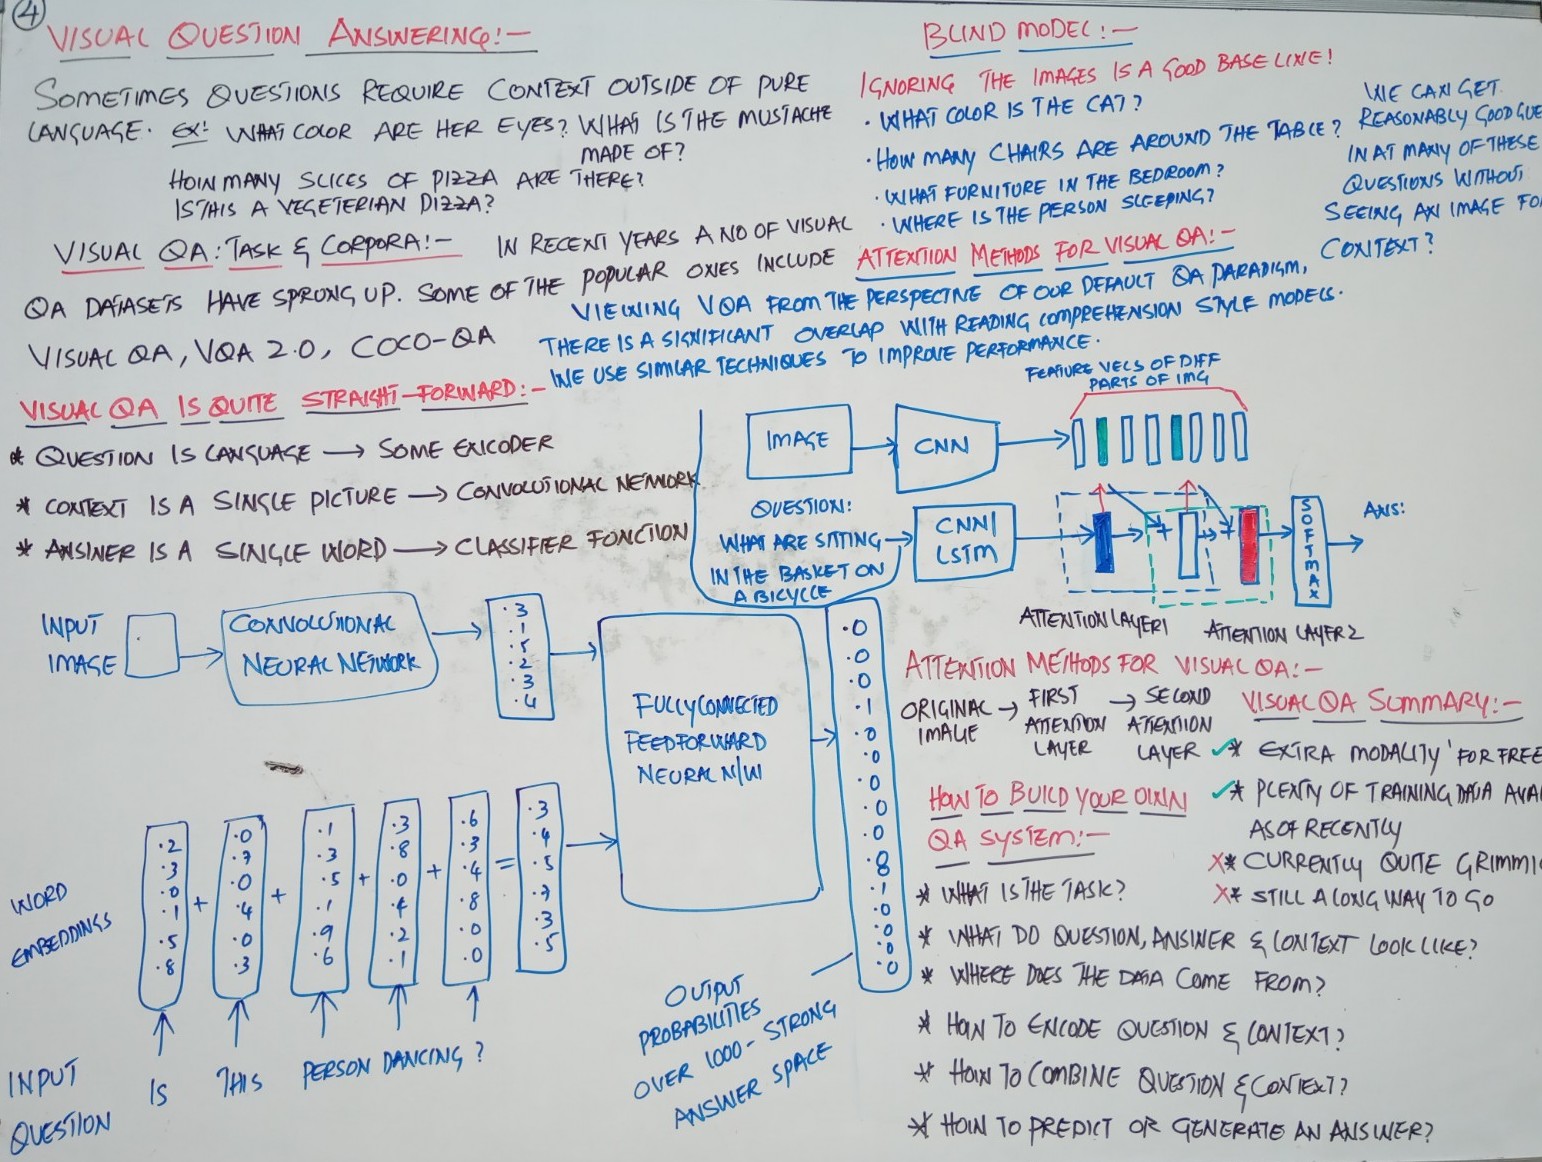 4
VISUAL QUESTION ANSWERING:-
SOMETIMES QUESTIONS REQUIRE CONTEXT OUTSIDE OF PURE
LANGUAGE. EX: WHAT COLOR ARE HER EYES? WHAT IS THE MUSTACHE
MADE OF?
HOW MANY SLICES OF PIZZA ARE THERE?
IS THIS A VEGETERIAN PIZZA?
VISUAL QA: TASK & CORPORA:- IN RECENT YEARS A NO OF VISUAL
QA DATASETS HAVE SPRUNG UP. SOME OF THE POPULAR ONES INCLUDE
VISUAL QA, VQA 2.0, COCO-QA
VISUAL QA IS QUITE STRAIGHT-FORWARD:-
* QUESTION IS LANGUAGE → SOME ENCODER
* CONTEXT IS A SINGLE PICTURE → CONVOLUTIONAL NETWORK
* ANSWER IS A SINGLE WORD → CLASSIFIER FUNCTION
BLIND MODEL:-
IGNORING THE IMAGES IS A GOOD BASE LINE!
• WHAT COLOR IS THE CAT?
• HOW MANY CHAIRS ARE AROUND THE TABLE?
• WHAT FURNITURE IN THE BEDROOM?
• WHERE IS THE PERSON SLEEPING?
WE CAN GET
REASONABLY GOOD GUE
IN AT MANY OF THESE
QUESTIONS WITHOUT
SEEING AN IMAGE FO
CONTEXT?
ATTENTION METHODS FOR VISUAL QA:-
VIEWING VQA FROM THE PERSPECTIVE OF OUR DEFAULT QA PARADIGM,
THERE IS A SIGNIFICANT OVERLAP WITH READING COMPREHENSION STYLE MODELS.
WE USE SIMILAR TECHNIQUES TO IMPROVE PERFORMANCE.
FEATURE VECS OF DIFF
PARTS OF IMG
IMAGE
CNN
QUESTION:
WHAT ARE SITTING
IN THE BASKET ON
A BICYCLE
CNN/
LSTM
+
+
SOFTMAX
ANS:
ATTENTION LAYER1
ATTENTION LAYER2
INPUT
IMAGE
CONVOLUTIONAL
NEURAL NETWORK
.3
.1
.5
.2
.3
.4
FULLY CONNECTED
FEEDFORWARD
NEURAL N/W
.0
.0
.0
.1
.0
.0
.0
.0
.0
.8
.1
.0
.0
.0
.0
WORD
EMBEDDINGS
.2 .0 .1 .3 .6 .3
.3 .7 .3 .8 .3 .4
.0 + .0 + .5 + .0 + .4 = .5
.1 .4 .1 .4 .8 .7
.5 .0 .9 .2 .0 .3
.8 .3 .6 .1 .0 .5
INPUT
QUESTION
IS THIS PERSON DANCING?
OUTPUT
PROBABILITIES
OVER 1000-STRONG
ANSWER SPACE
ATTENTION METHODS FOR VISUAL QA:-
ORIGINAL IMAGE → FIRST ATTENTION LAYER → SECOND ATTENTION LAYER
VISUAL QA SUMMARY:-
✓* EXTRA MODALITY 'FOR FREE
✓* PLENTY OF TRAINING DATA AVA
AS OF RECENTLY
X* CURRENTLY QUITE GRIMMI
X* STILL A LONG WAY TO GO
HOW TO BUILD YOUR OWN
QA SYSTEM:-
* WHAT IS THE TASK?
* WHAT DO QUESTION, ANSWER & CONTEXT LOOK LIKE?
* WHERE DOES THE DATA COME FROM?
* HOW TO ENCODE QUESTION & CONTEXT?
* HOW TO COMBINE QUESTION & CONTEXT?
* HOW TO PREDICT OR GENERATE AN ANSWER?